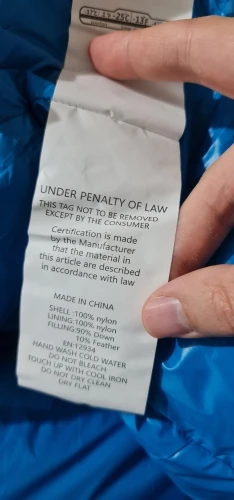 UNDER PENALTY OF LAW
THIS TAG NOT TO BE REMOVED
EXCEPT BY THE CONSUMER
Certification is made
by the Manufacturer
that the material in
this article are described
in accordance with law
MADE IN CHINA
SHELL :100% nylon
LINING:100% nylon
FILLING:90% Down
10% Feather
EN:12934
HAND WASH COLD WATER
DO NOT BLEACH
TOUCH UP WITH COOL IRON
DO NOT DRY CLEAN
DRY FLAT